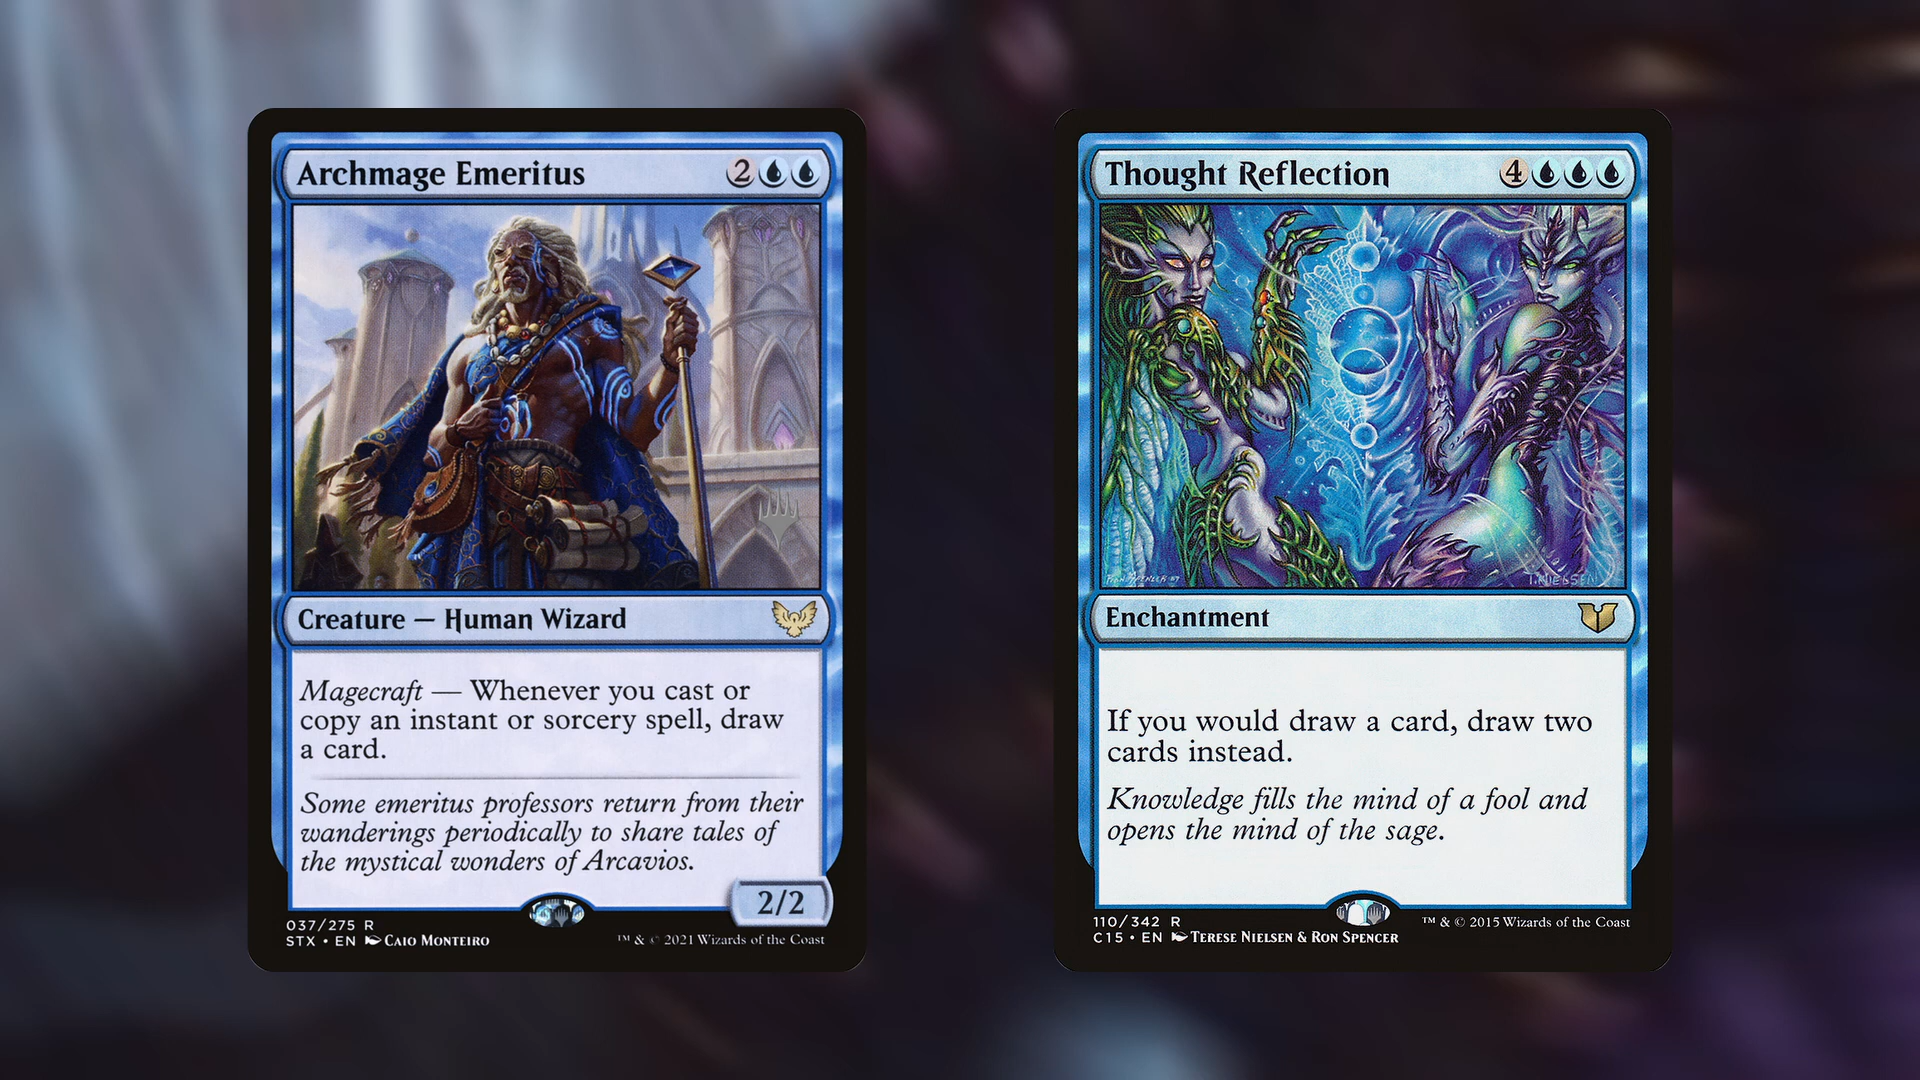 Archmage Emeritus
2
Creature — Human Wizard
Magecraft — Whenever you cast or
copy an instant or sorcery spell, draw
a card.
Some emeritus professors return from their
wanderings periodically to share tales of
the mystical wonders of Arcavios.
2/2
037/275 R
STX • EN Caio Monteiro
™ & © 2021 Wizards of the Coast
Thought Reflection
4
T. NIELSEN
Enchantment
If you would draw a card, draw two
cards instead.
Knowledge fills the mind of a fool and
opens the mind of the sage.
110/342 R
C15 • EN Terese Nielsen & Ron Spencer
™ & © 2015 Wizards of the Coast